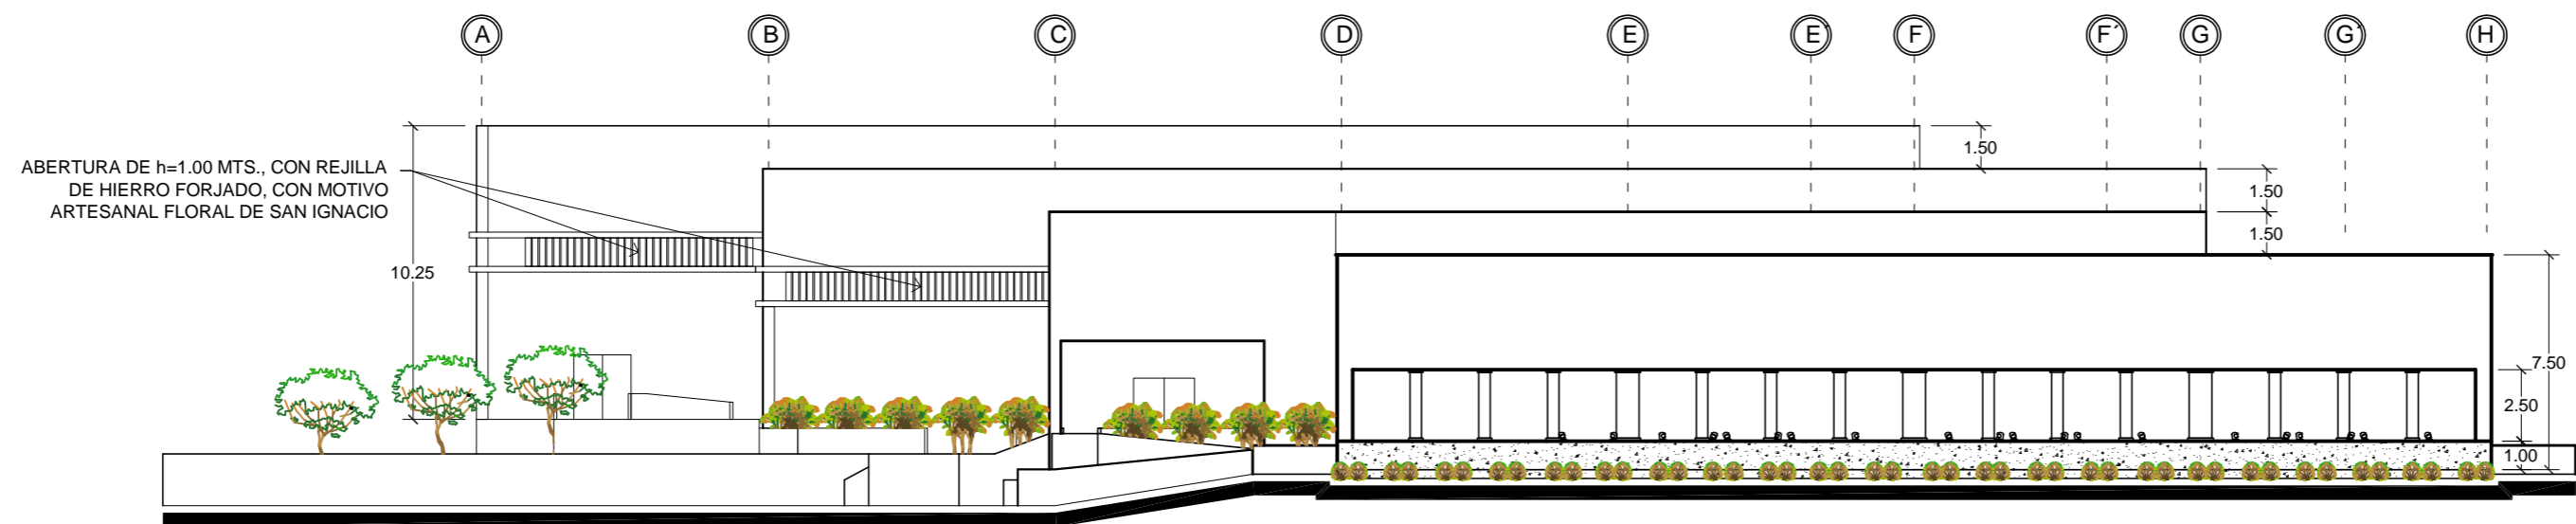 A B C D E E´ F F´ G G´ H
1.50
ABERTURA DE h=1.00 MTS., CON REJILLA
DE HIERRO FORJADO, CON MOTIVO
ARTESANAL FLORAL DE SAN IGNACIO
1.50
1.50
10.25
7.50
2.50
1.00